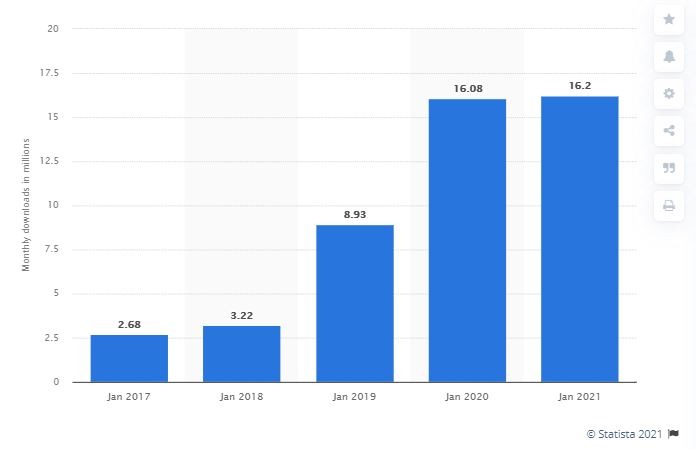 20
17.5
15
12.5
10
7.5
5
2.5
0
Monthly downloads in millions
2.68
3.22
8.93
16.08
16.2
Jan 2017
Jan 2018
Jan 2019
Jan 2020
Jan 2021
© Statista 2021